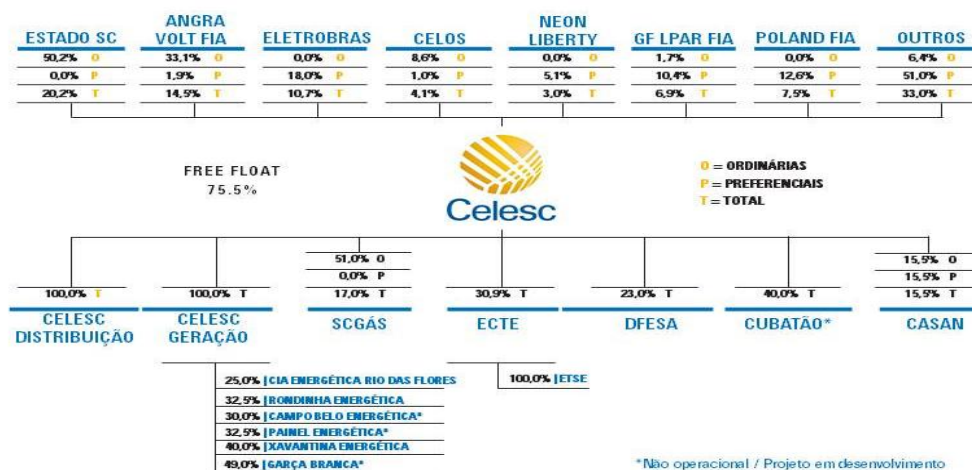 ESTADO SC
50,2% O
0,0% P
20,2% T
ANGRA
VOLT FIA
33,1% O
1,9% P
14,5% T
ELETROBRAS
0,0% O
18,0% P
10,7% T
CELOS
8,6% O
1,0% P
4,1% T
NEON
LIBERTY
0,0% O
5,1% P
3,0% T
GF LPAR FIA
1,7% O
10,4% P
6,9% T
POLAND FIA
0,0% O
12,6% P
7,5% T
OUTROS
6,4% O
51,0% P
33,0% T
FREE FLOAT
75.5%
Celesc
O = ORDINÁRIAS
P = PREFERENCIAIS
T = TOTAL
100,0% T
CELESC
DISTRIBUIÇÃO
100,0% T
CELESC
GERAÇÃO
51,0% O
0,0% P
17,0% T
SCGÁS
30,9% T
ECTE
23,0% T
DFESA
40,0% T
CUBATÃO*
15,5% O
15,5% P
15,5% T
CASAN
25,0% | CIA ENERGÉTICA RIO DAS FLORES
32,5% | RONDINHA ENERGÉTICA
30,0% | CAMPO BELO ENERGÉTICA*
32,5% | PAINEL ENERGÉTICA*
40,0% | XAVANTINA ENERGÉTICA
49,0% | GARÇA BRANCA*
100,0% | ETSE
*Não operacional / Projeto em desenvolvimento